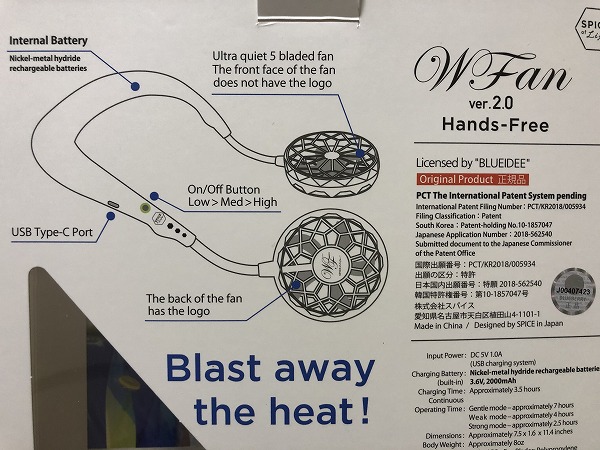 Internal Battery
Nickel-metal hydride
rechargeable batteries
Ultra quiet 5 bladed fan
The front face of the fan
does not have the logo
On/Off Button
Low > Med > High
USB Type-C Port
The back of the fan
has the logo
Blast away
the heat!
SPICE
of Life
W Fan
ver.2.0
Hands-Free
Licensed by "BLUEIDEE"
Original Product 正規品
PCT The International Patent System pending
International Patent Filing Number : PCT/KR2018/005934
Filing Classification : Patent
South Korea : Patent-holding No.10-1857047
Japanese Application Number : 2018-562540
Submitted document to the Japanese Commissioner
of the Patent Office
国際出願番号：PCT/KR2018/005934
出願の区分：特許
日本国内出願番号：特願 2018-562540
韓国特許権番号：第10-1857047号
株式会社スパイス
愛知県名古屋市天白区植田山4-1101-1
Made in China / Designed by SPICE in Japan
J00407423
Input Power : DC 5V 1.0A
(USB charging system)
Charging Battery : Nickel-metal hydride rechargeable batteries
(built-in) 3.6V, 2000mAh
Charging Time : Approximately 3.5 hours
Continuous
Operating Time : Gentle mode – approximately 7 hours
Weak mode – approximately 4 hours
Strong mode – approximately 2.5 hours
Dimensions : Approximately 7.5 x 1.6 x 11.4 inches
Body Weight : Approximately 8oz